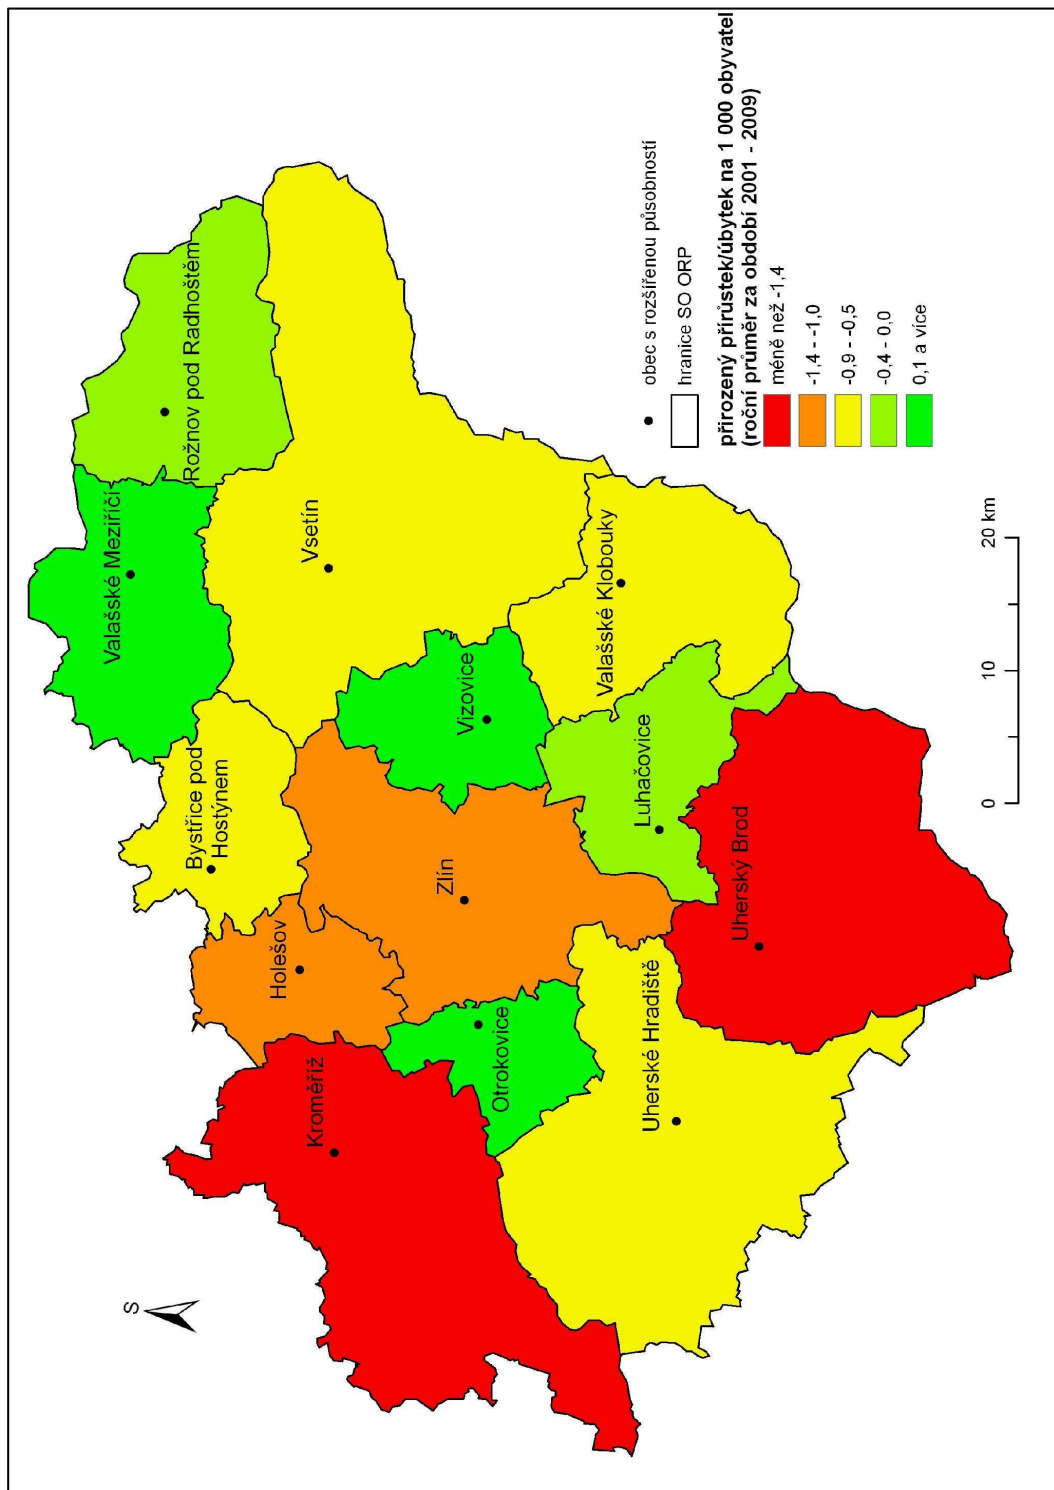 S
Valašské Meziříčí
Rožnov pod Radhoštěm
Bystřice pod
Hostýnem
Holešov
Kroměříž
Vsetín
Zlín
Vizovice
Otrokovice
Valašské Klobouky
Luhačovice
Uherské Hradiště
Uherský Brod
obec s rozšířenou působností
hranice SO ORP
přirozený přírůstek/úbytek na 1 000 obyvatel
(roční průměr za období 2001 - 2009)
méně než -1,4
-1,4 - -1,0
-0,9 - -0,5
-0,4 - 0,0
0,1 a více
0 10 20 km